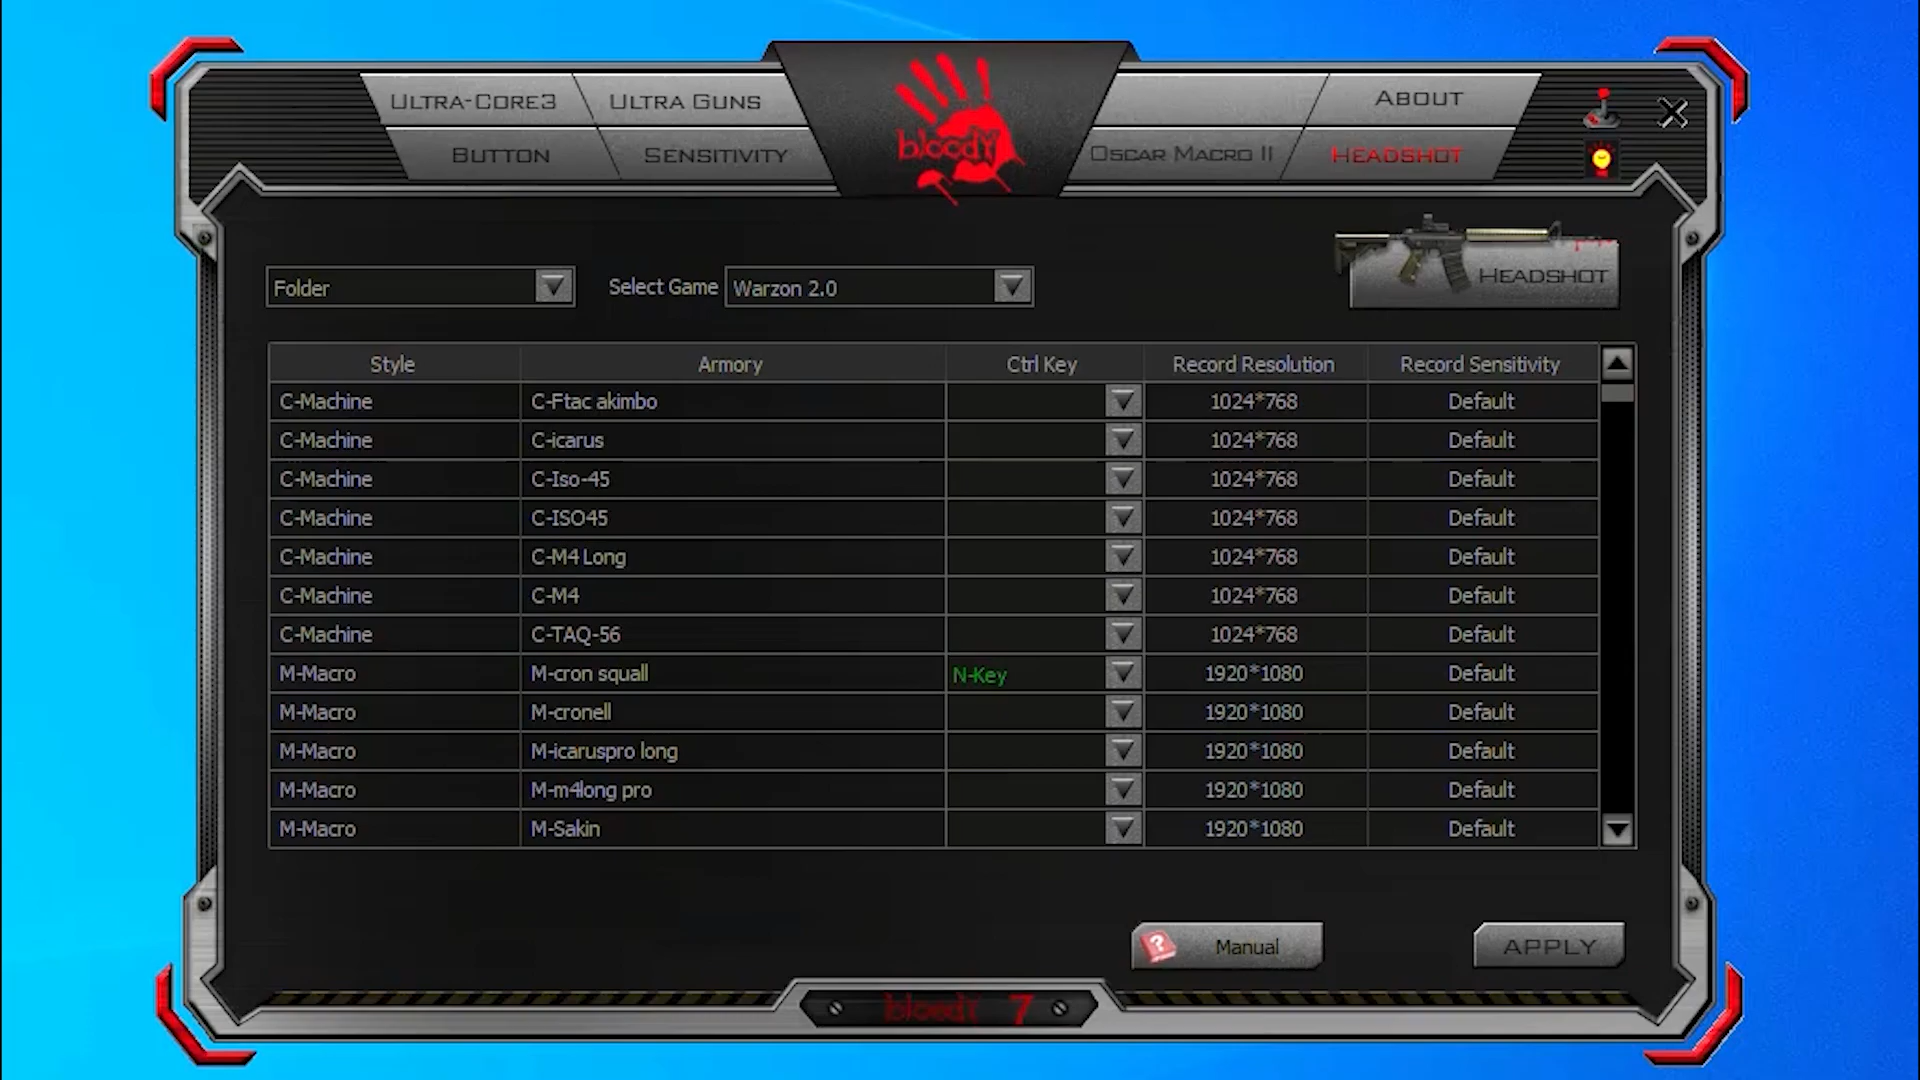 ULTRA-CORE3 ULTRA GUNS ABOUT
BUTTON SENSITIVITY bloody OSCAR MACRO II HEADSHOT
HEADSHOT
Folder Select Game Warzon 2.0
Style Armory Ctrl Key Record Resolution Record Sensitivity
C-Machine C-Ftac akimbo 1024*768 Default
C-Machine C-icarus 1024*768 Default
C-Machine C-Iso-45 1024*768 Default
C-Machine C-ISO45 1024*768 Default
C-Machine C-M4 Long 1024*768 Default
C-Machine C-M4 1024*768 Default
C-Machine C-TAQ-56 1024*768 Default
M-Macro M-cron squall N-Key 1920*1080 Default
M-Macro M-cronell 1920*1080 Default
M-Macro M-icaruspro long 1920*1080 Default
M-Macro M-m4long pro 1920*1080 Default
M-Macro M-Sakin 1920*1080 Default
? Manual APPLY
bloody 7